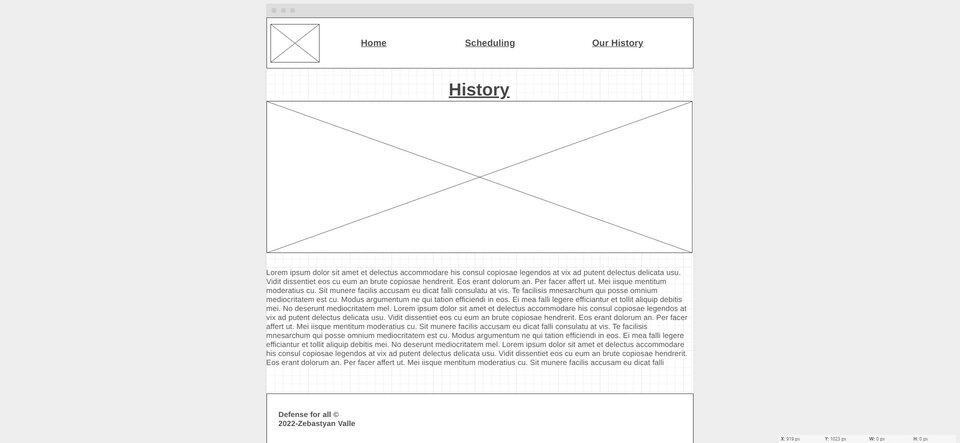 Home Scheduling Our History
History
Lorem ipsum dolor sit amet et delectus accommodare his consul copiosae legendos at vix ad putent delectus delicata usu.
Vidit dissentiet eos cu eum an brute copiosae hendrerit. Eos erant dolorum an. Per facer affert ut. Mei iisque mentitum
moderatius cu. Sit munere facilis accusam eu dicat falli consulatu at vis. Te facilisis mnesarchum qui posse omnium
mediocritatem est cu. Modus argumentum ne qui tation efficiendi in eos. Ei mea falli legere efficiantur et tollit aliquip debitis
mei. No deserunt mediocritatem mel. Lorem ipsum dolor sit amet et delectus accommodare his consul copiosae legendos at
vix ad putent delectus delicata usu. Vidit dissentiet eos cu eum an brute copiosae hendrerit. Eos erant dolorum an. Per facer
affert ut. Mei iisque mentitum moderatius cu. Sit munere facilis accusam eu dicat falli consulatu at vis. Te facilisis
mnesarchum qui posse omnium mediocritatem est cu. Modus argumentum ne qui tation efficiendi in eos. Ei mea falli legere
efficiantur et tollit aliquip debitis mei. No deserunt mediocritatem mel. Lorem ipsum dolor sit amet et delectus accommodare
his consul copiosae legendos at vix ad putent delectus delicata usu. Vidit dissentiet eos cu eum an brute copiosae hendrerit.
Eos erant dolorum an. Per facer affert ut. Mei iisque mentitum moderatius cu. Sit munere facilis accusam eu dicat falli
Defense for all ©
2022-Zebastyan Valle
X: 919 px Y: 1023 px W: 0 px H: 0 px